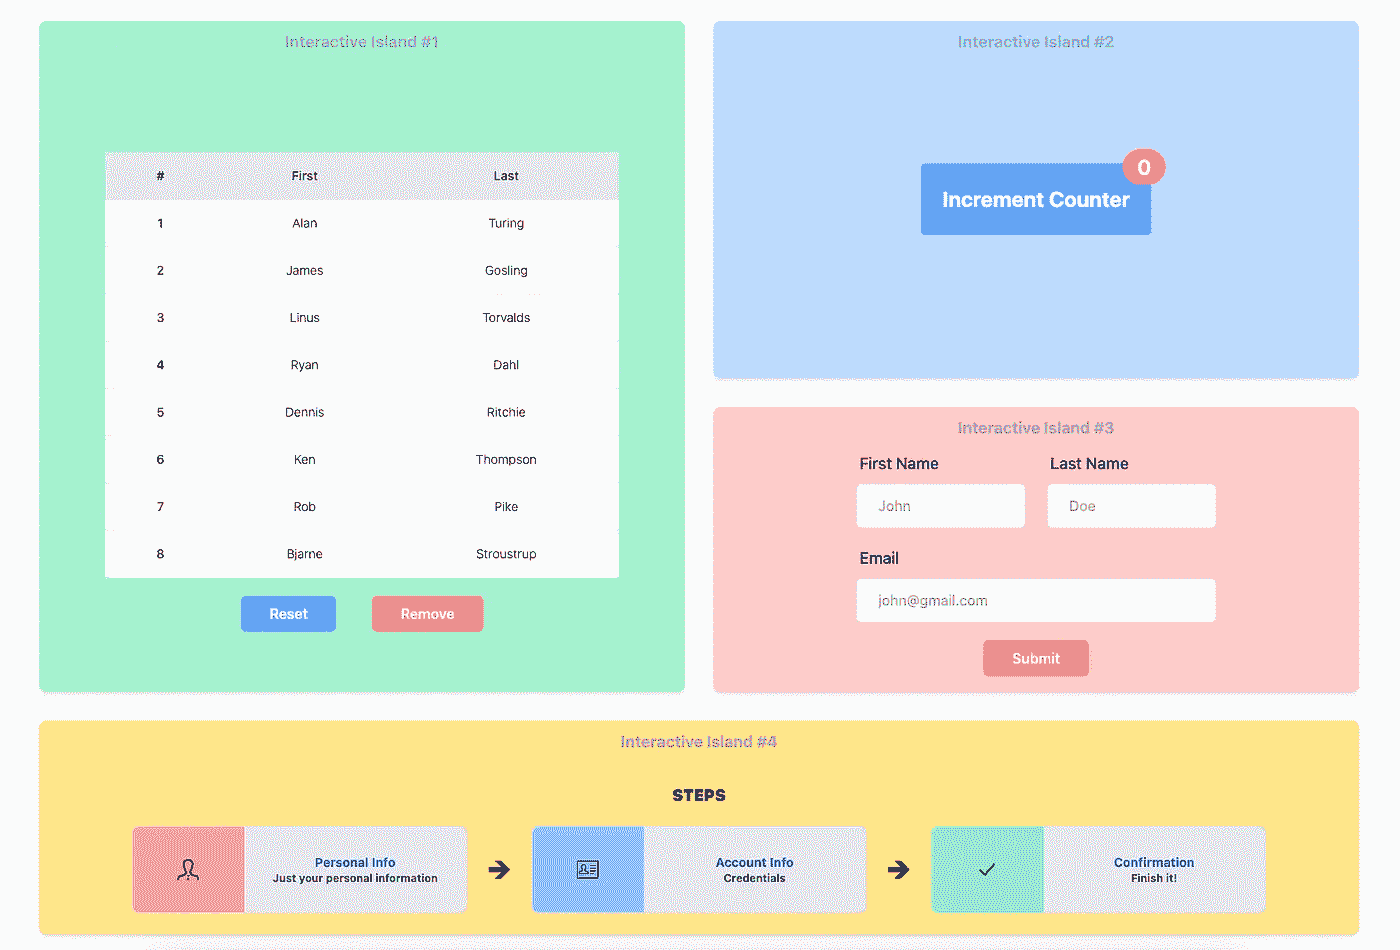 Interactive Island #1
# First Last
1 Alan Turing
2 James Gosling
3 Linus Torvalds
4 Ryan Dahl
5 Dennis Ritchie
6 Ken Thompson
7 Rob Pike
8 Bjarne Stroustrup
Reset Remove
Interactive Island #2
0
Increment Counter
Interactive Island #3
First Name Last Name
John Doe
Email
john@gmail.com
Submit
Interactive Island #4
STEPS
Personal Info
Just your personal information
Account Info
Credentials
Confirmation
Finish it!